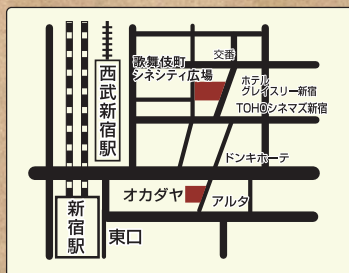 交番
歌舞伎町
シネシティ広場
西武新宿駅
ホテル
グレイスリー新宿
TOHOシネマズ新宿
ドンキホーテ
オカダヤ
アルタ
新宿駅
東口